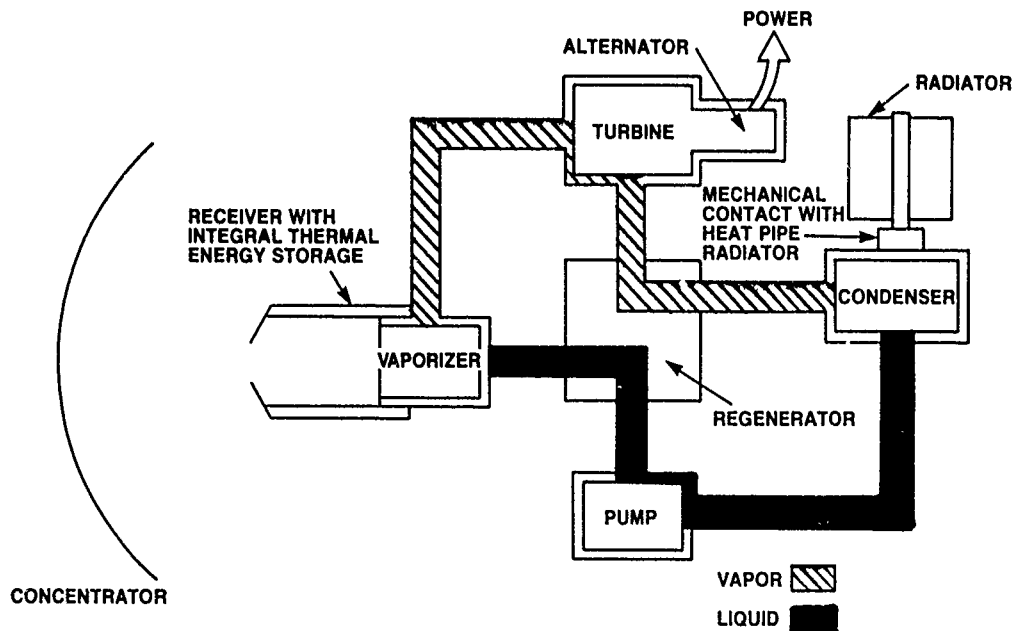 POWER
ALTERNATOR
RADIATOR
TURBINE
MECHANICAL
CONTACT WITH
HEAT PIPE
RADIATOR
RECEIVER WITH
INTEGRAL THERMAL
ENERGY STORAGE
CONDENSER
VAPORIZER
REGENERATOR
PUMP
VAPOR
CONCENTRATOR
LIQUID